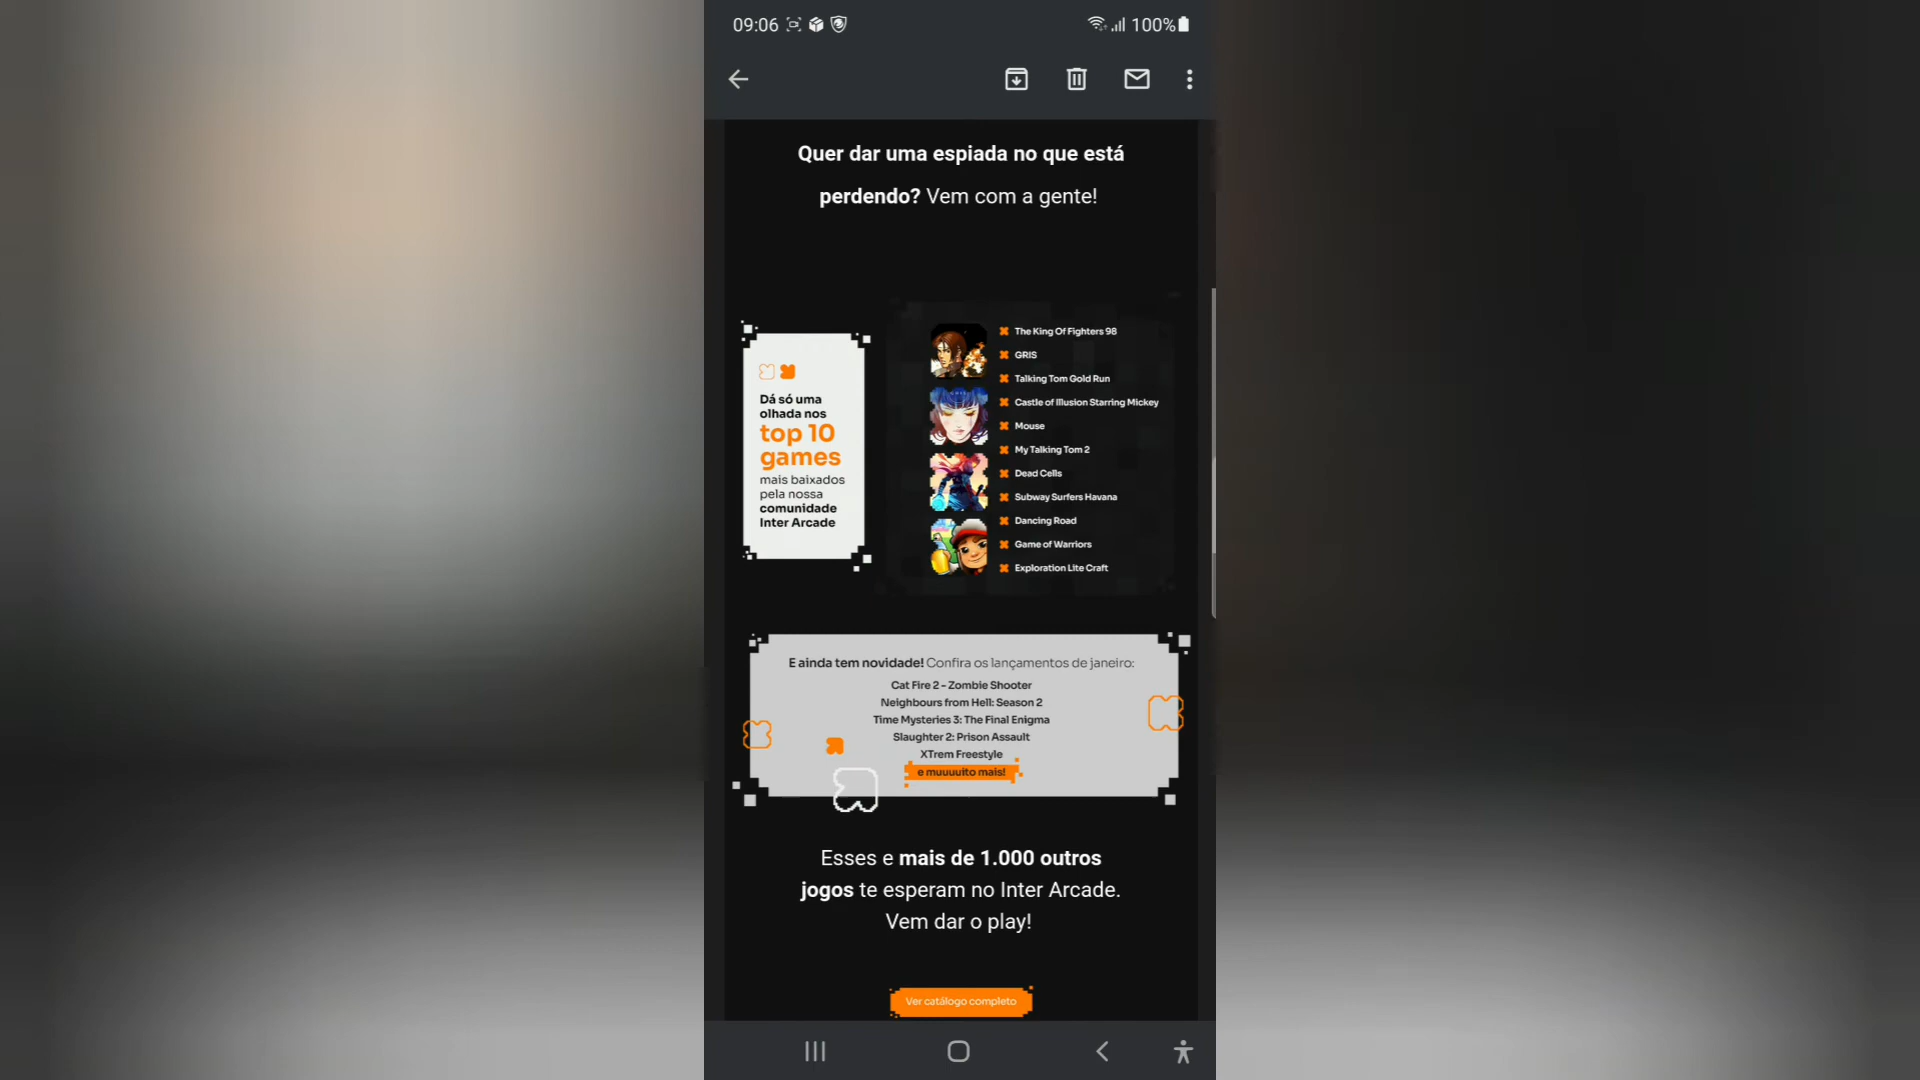 09:06
100%
Quer dar uma espiada no que está
perdendo? Vem com a gente!
Dá só uma
olhada nos
top 10
games
mais baixados
pela nossa
comunidade
Inter Arcade
The King Of Fighters 98
GRIS
Talking Tom Gold Run
Castle of Illusion Starring Mickey
Mouse
My Talking Tom 2
Dead Cells
Subway Surfers Havana
Dancing Road
Game of Warriors
Exploration Lite Craft
E ainda tem novidade! Confira os lançamentos de janeiro:
Cat Fire 2 - Zombie Shooter
Neighbours from Hell: Season 2
Time Mysteries 3: The Final Enigma
Slaughter 2: Prison Assault
XTrem Freestyle
e muuuuito mais!
Esses e mais de 1.000 outros
jogos te esperam no Inter Arcade.
Vem dar o play!
Ver catálogo completo